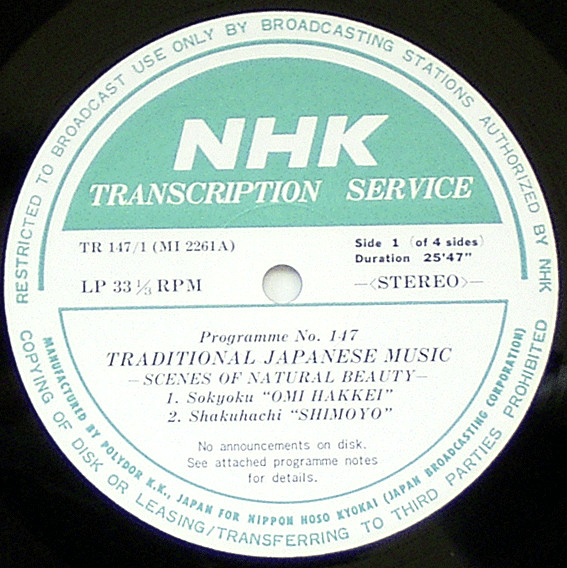 RESTRICTED TO BROADCAST USE ONLY BY BROADCASTING STATIONS AUTHORIZED BY NHK
NHK
TRANSCRIPTION SERVICE
TR 147/1 (MI 2261A)
Side 1 (of 4 sides)
Duration 25'47"
LP 33 1/3 RPM
—<STEREO>—
Programme No. 147
TRADITIONAL JAPANESE MUSIC
—SCENES OF NATURAL BEAUTY—
1. Sokyoku "OMI HAKKEI"
2. Shakuhachi "SHIMOYO"
No announcements on disk.
See attached programme notes
for details.
MANUFACTURED BY POLYDOR K.K., JAPAN FOR NIPPON HOSO KYOKAI (JAPAN BROADCASTING CORPORATION)
COPYING OF DISK OR LEASING/TRANSFERRING TO THIRD PARTIES PROHIBITED